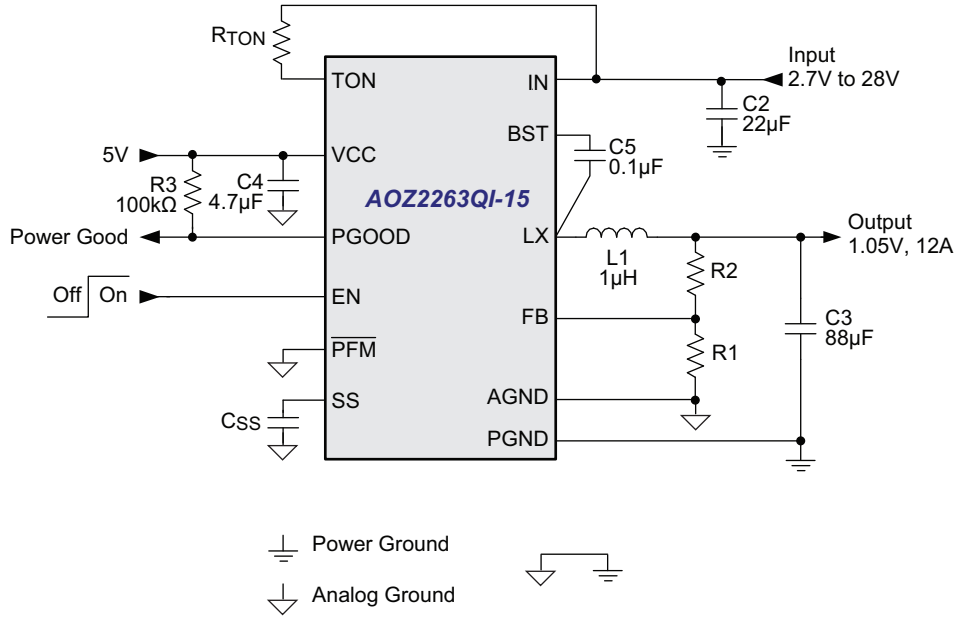 RTON
TON
IN
Input
2.7V to 28V
C2
22µF
BST
C5
0.1µF
5V
VCC
R3
100kΩ
C4
4.7µF
AOZ2263QI-15
Power Good
PGOOD
LX
L1
1µH
Output
1.05V, 12A
R2
Off On
EN
FB
C3
88µF
R1
PFM
SS
CSS
AGND
PGND
Power Ground
Analog Ground